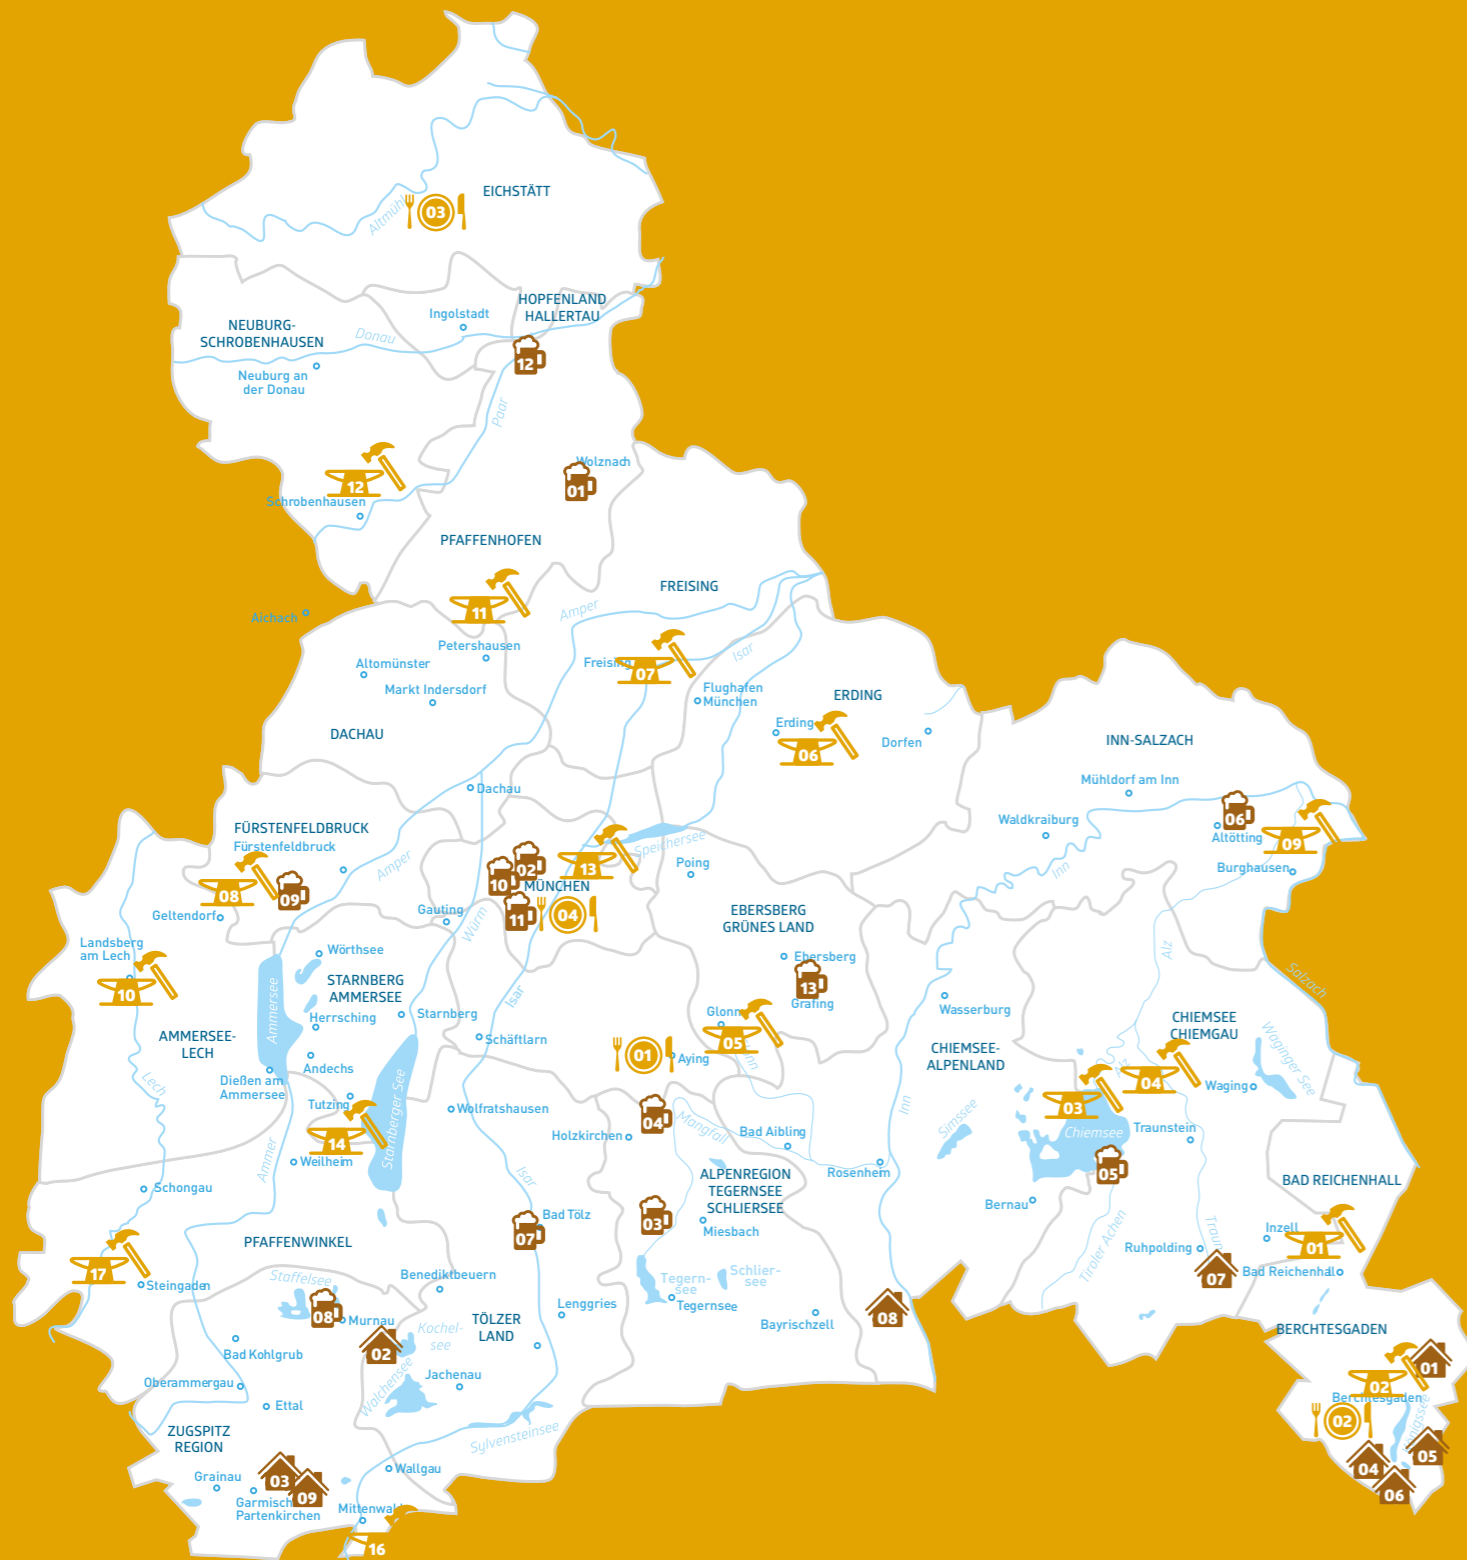 EICHSTÄTT
Altmühl
03
HOPFENLAND
HALLERTAU
Ingolstadt
NEUBURG-
SCHROBENHAUSEN
Donau
12
Neuburg an
der Donau
Paar
Wolznach
01
12
Schrobenhausen
PFAFFENHOFEN
FREISING
11
Amper
Aichach
Petershausen
Isar
Altomünster
Freising
07
Markt Indersdorf
Flughafen
München
ERDING
Erding
DACHAU
Dorfen
06
INN-SALZACH
Mühldorf am Inn
Dachau
Waldkraiburg
06
Altötting
09
FÜRSTENFELDBRUCK
Fürstenfeldbruck
Speichersee
Amper
Poing
02
13
10
MÜNCHEN
Inn
Burghausen
08
09
Geltendorf
Gauting
11
04
EBERSBERG
GRÜNES LAND
Würm
Landsberg
am Lech
Wörthsee
Ebersberg
Alz
Salzach
10
STARNBERG
AMMERSEE
Isar
13
Grafing
Ammersee
Herrsching
Starnberg
Glonn
Wasserburg
AMMERSEE-
LECH
Schäftlarn
05
CHIEMSEE
CHIEMGAU
Andechs
01
Aying
CHIEMSEE-
ALPENLAND
Waginger See
Dießen am
Ammersee
Lech
04
Waging
Tutzing
Starnberger See
Wolfratshausen
Inn
03
Simssee
14
04
Mangfall
Holzkirchen
Bad Aibling
Chiemsee
Traunstein
Ammer
Weilheim
Isar
ALPENREGION
TEGERNSEE
SCHLIERSEE
Rosenheim
05
BAD REICHENHALL
Schongau
Bernau
Bad Tölz
03
07
Miesbach
Tiroler Achen
Traun
PFAFFENWINKEL
Inzell
01
Ruhpolding
17
Steingaden
Staffelsee
Benediktbeuern
Tegern-
see
Schlier-
see
07
Bad Reichenhall
08
Murnau
Lenggries
Tegernsee
08
TÖLZER
LAND
Kochel-
see
Bayrischzell
BERCHTESGADEN
02
Bad Kohlgrub
01
Oberammergau
Walchensee
Jachenau
02
Berchtesgaden
Ettal
02
Königssee
ZUGSPITZ
REGION
Sylvensteinsee
05
04
Grainau
03
Wallgau
09
06
Garmisch-
Partenkirchen
Mittenwald
16